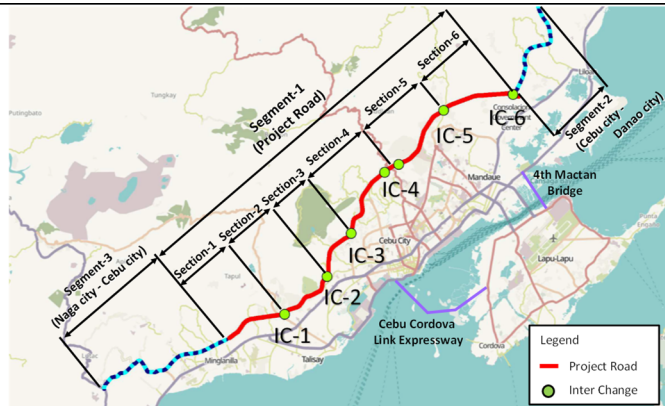 Segment-1
(Project Road)
Section-6
Section-5
Section-4
Section-3
Section-2
Section-1
Segment-3
(Naga city - Cebu city)
Segment-2
(Cebu city -
Danao city)
IC-6
IC-5
IC-4
IC-3
IC-2
IC-1
4th Mactan
Bridge
Cebu Cordova
Link Expressway
Tungkay
Putingbato
Liloan
Consolacion
Government
Center
Mandaue
Cebu City
Lapu-Lapu
Tapul
Minglanilla
Talisay
Cordova
Legend
Project Road
Inter Change